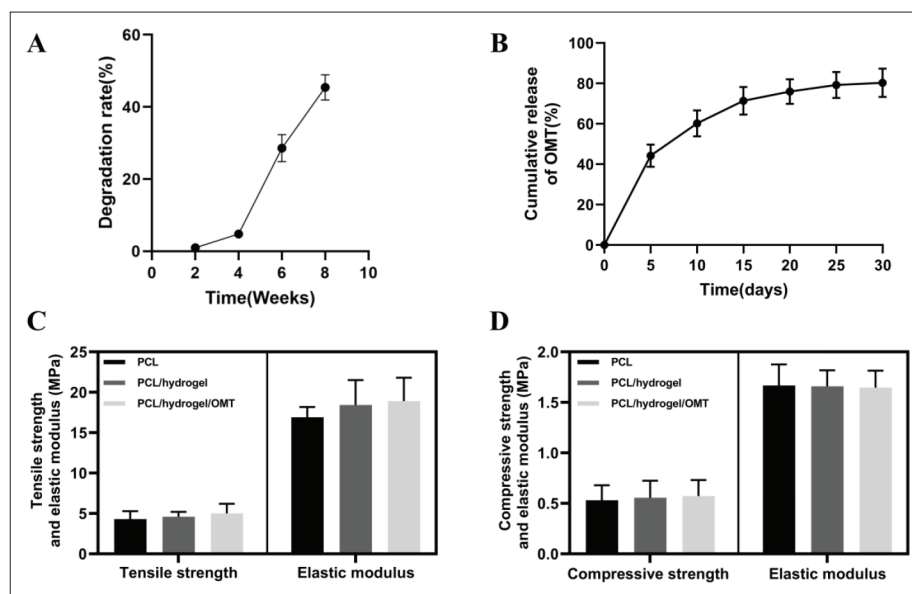 A
Degradation rate(%)
60
40
20
0
0 2 4 6 8 10
Time(Weeks)
B
Cumulative release
of OMT(%)
100
80
60
40
20
0
0 5 10 15 20 25 30
Time(days)
C
Tensile strength
and elastic modulus (MPa)
25
20
15
10
5
0
PCL
PCL/hydrogel
PCL/hydrogel/OMT
Tensile strength Elastic modulus
D
Compressive strength
and elastic modulus (MPa)
2.0
1.5
1.0
0.5
0.0
PCL
PCL/hydrogel
PCL/hydrogel/OMT
Compressive strength Elastic modulus